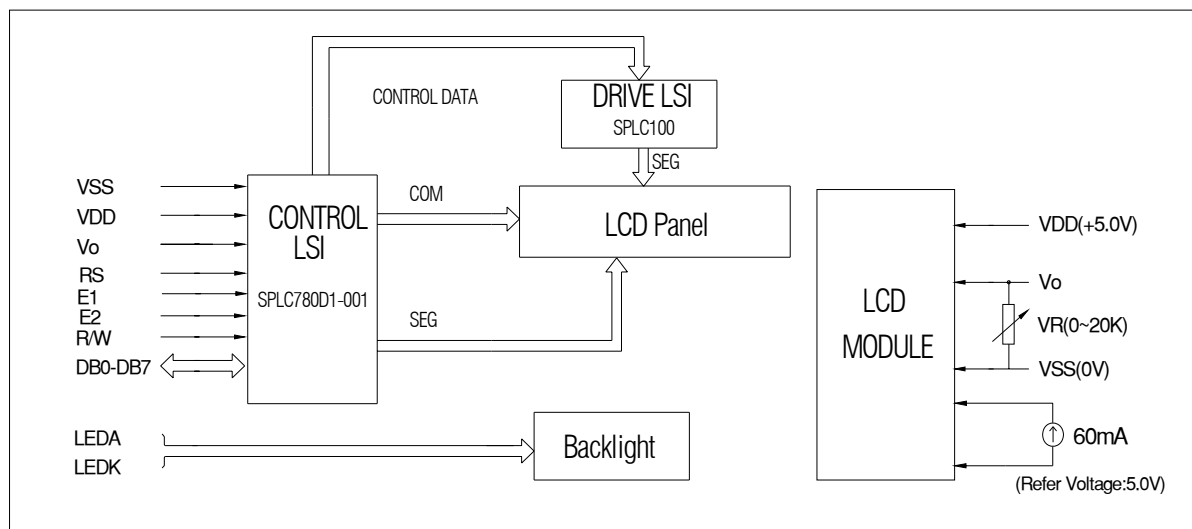 CONTROL DATA
DRIVE LSI
SPLC100
SEG
VSS
VDD
Vo
RS
E1
E2
R/W
DB0-DB7
CONTROL
LSI
SPLC780D1-001
COM
SEG
LCD Panel
LEDA
LEDK
Backlight
LCD
MODULE
VDD(+5.0V)
Vo
VR(0~20K)
VSS(0V)
60mA
(Refer Voltage:5.0V)